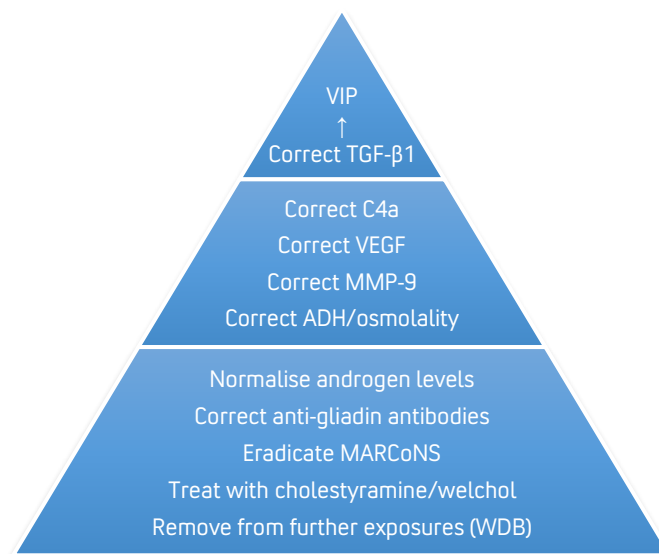 VIP
↑
Correct TGF-β1
Correct C4a
Correct VEGF
Correct MMP-9
Correct ADH/osmolality
Normalise androgen levels
Correct anti-gliadin antibodies
Eradicate MARCoNS
Treat with cholestyramine/welchol
Remove from further exposures (WDB)